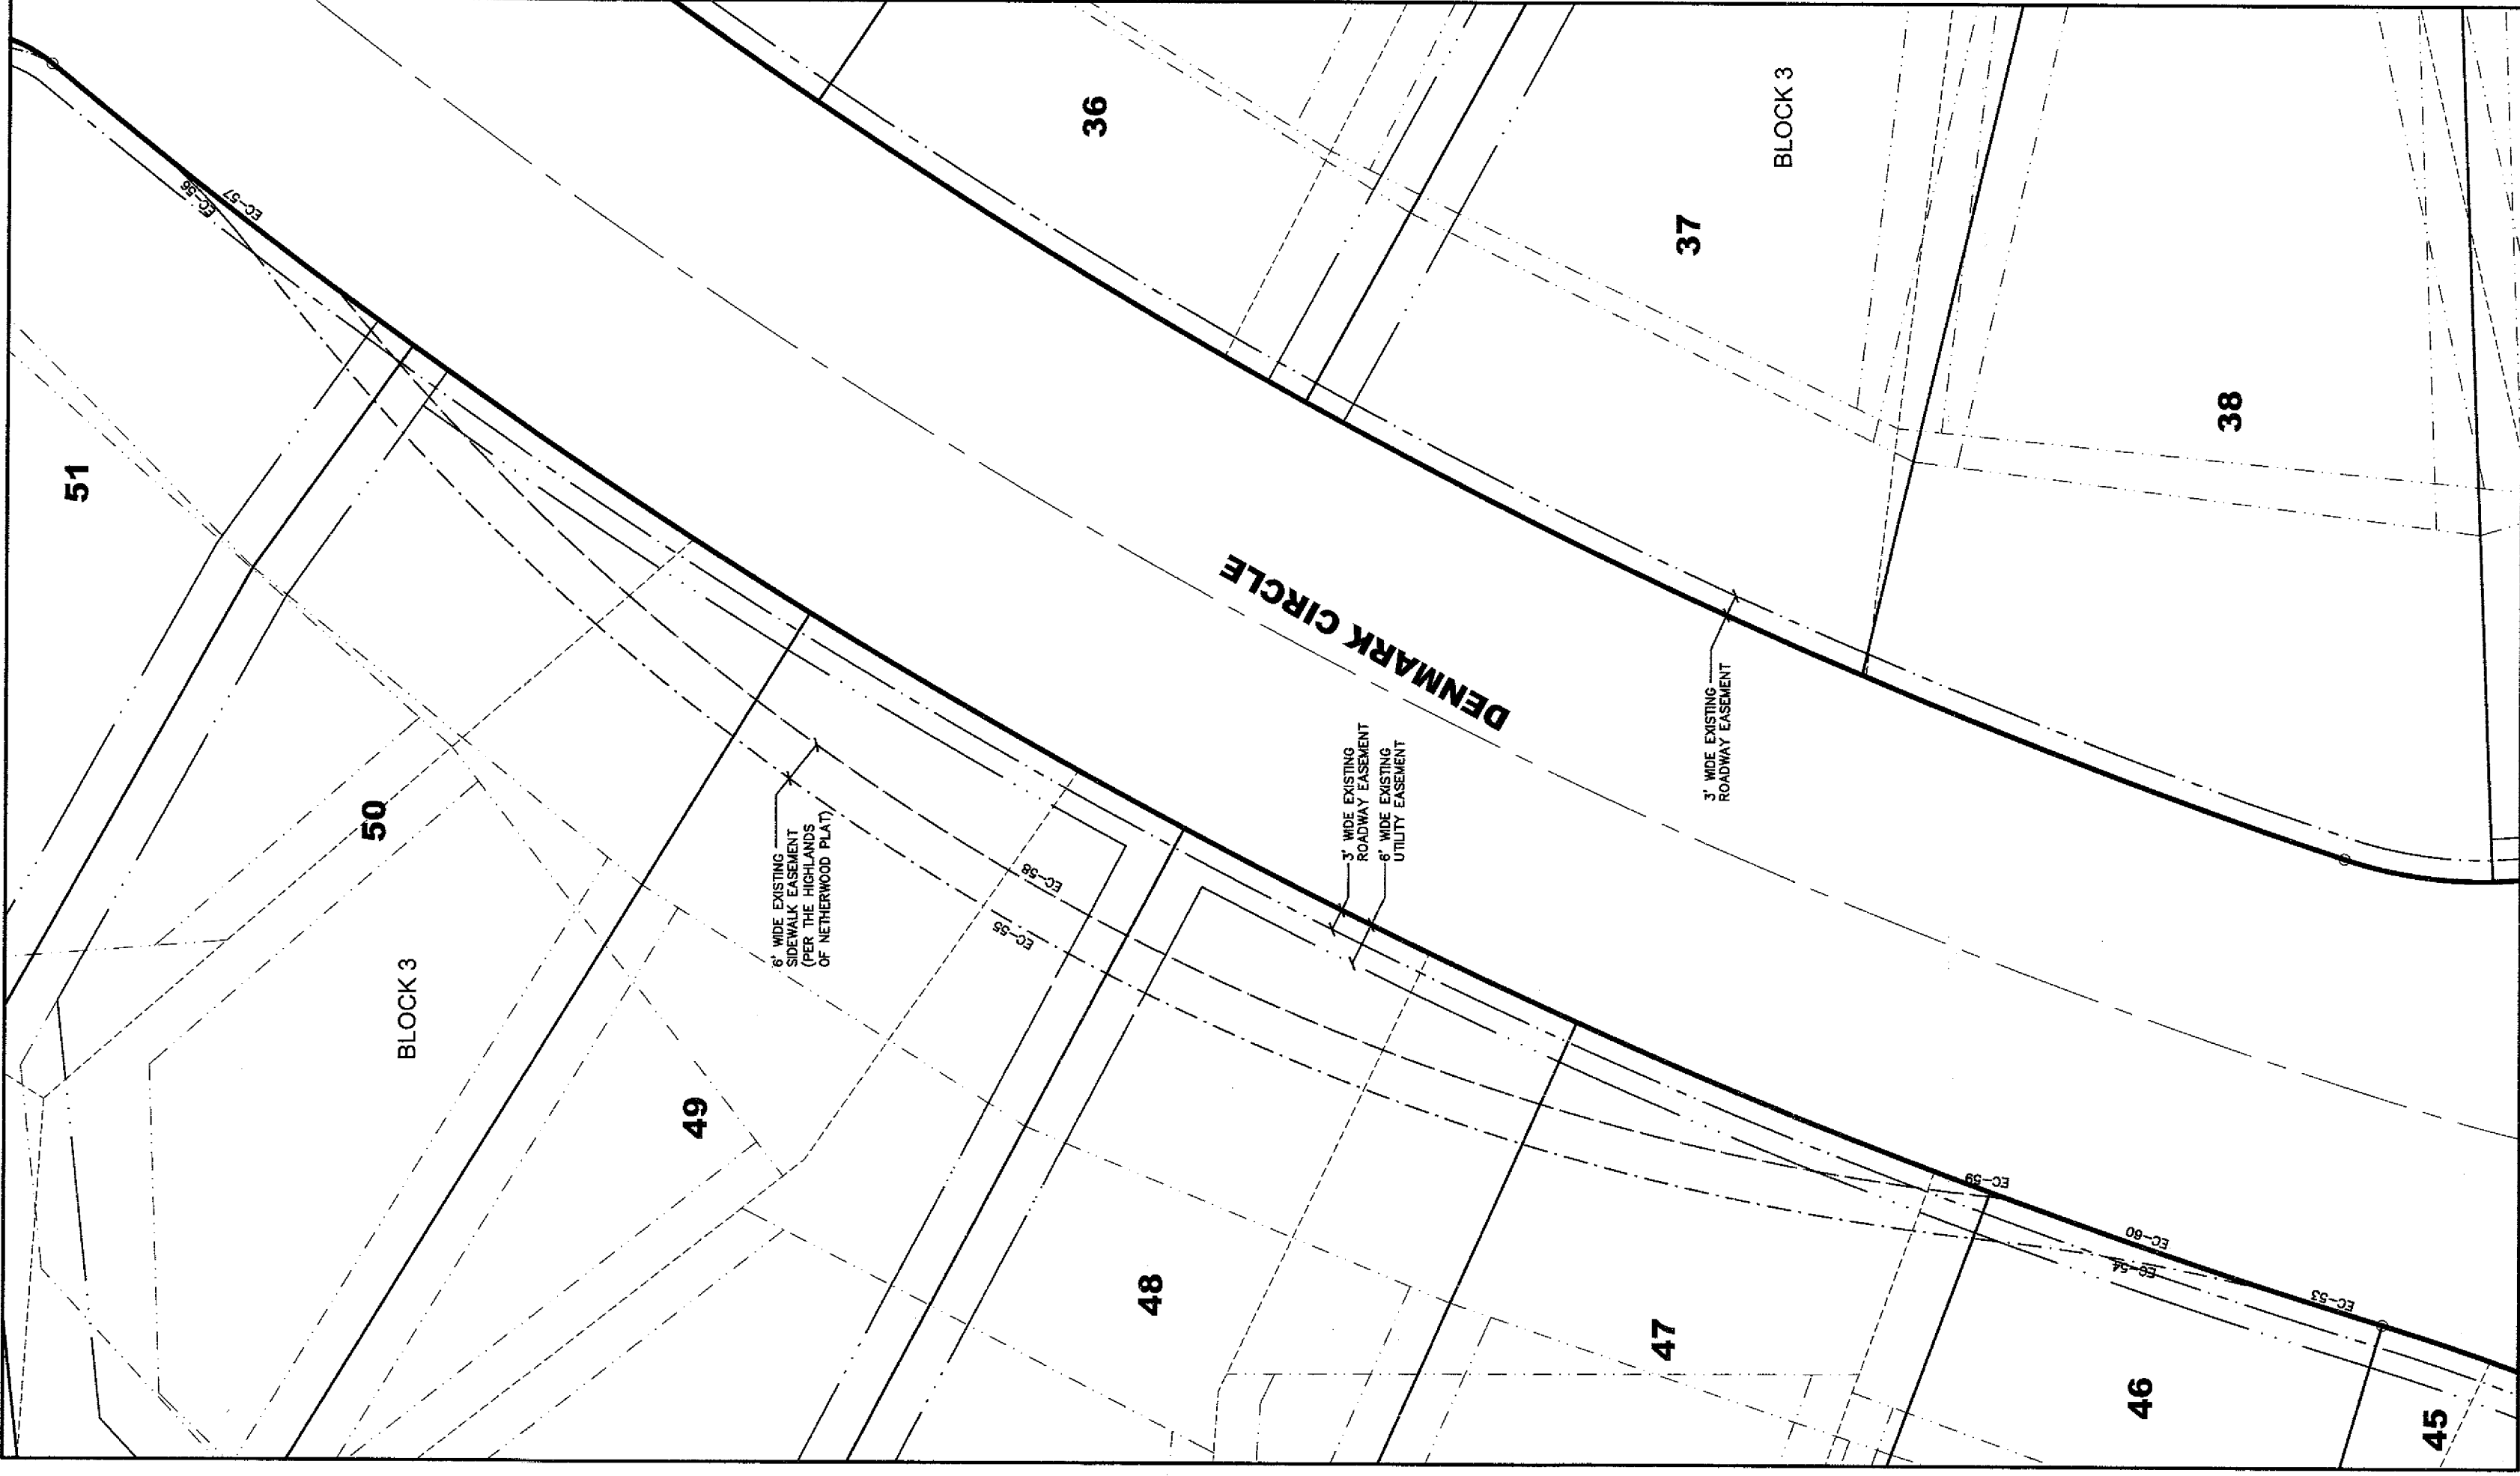 36
BLOCK 3
37
38
EC-56
EC-57
51
DENMARK CIRCLE
3' WIDE EXISTING
ROADWAY EASEMENT
3' WIDE EXISTING
ROADWAY EASEMENT
6' WIDE EXISTING
UTILITY EASEMENT
50
6' WIDE EXISTING
SIDEWALK EASEMENT
(PER THE HIGHLANDS
OF NETHERWOOD PLAT)
EC-58
EC-55
BLOCK 3
49
48
EC-59
EC-60
EC-54
EC-53
47
46
45